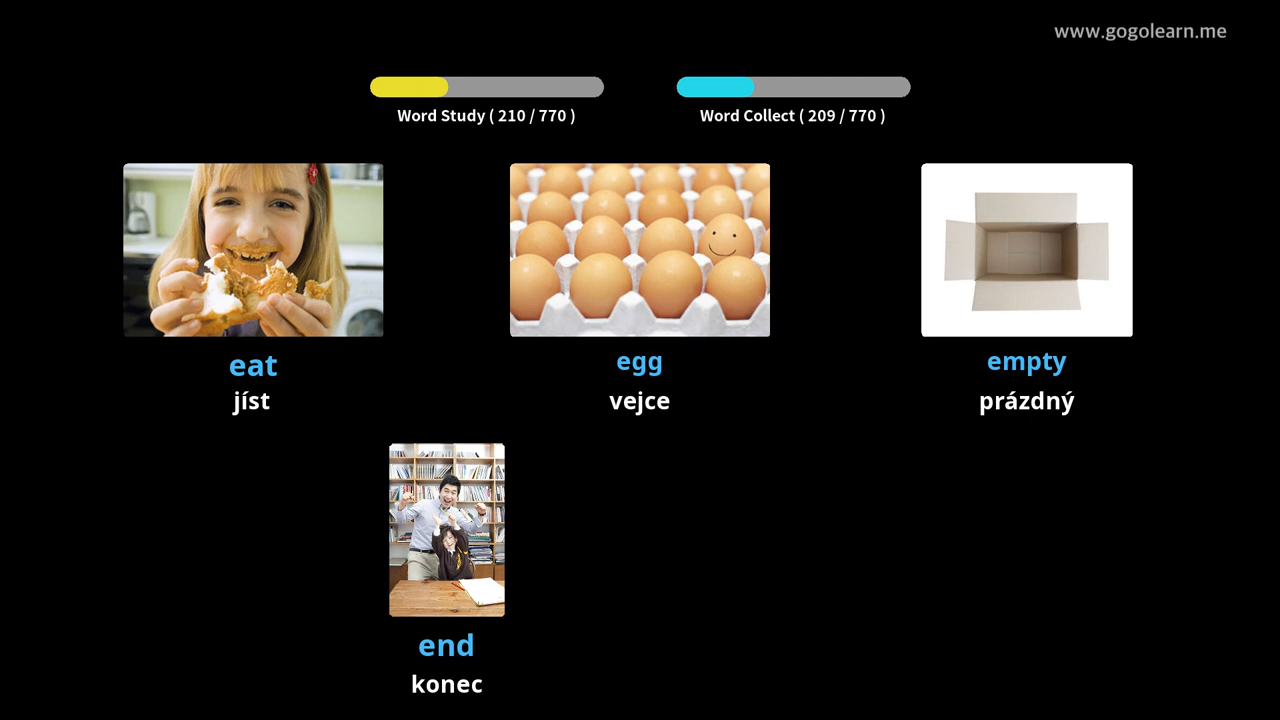 www.gogolearn.me
Word Study ( 210 / 770 )
Word Collect ( 209 / 770 )
eat
jíst
egg
vejce
empty
prázdný
end
konec